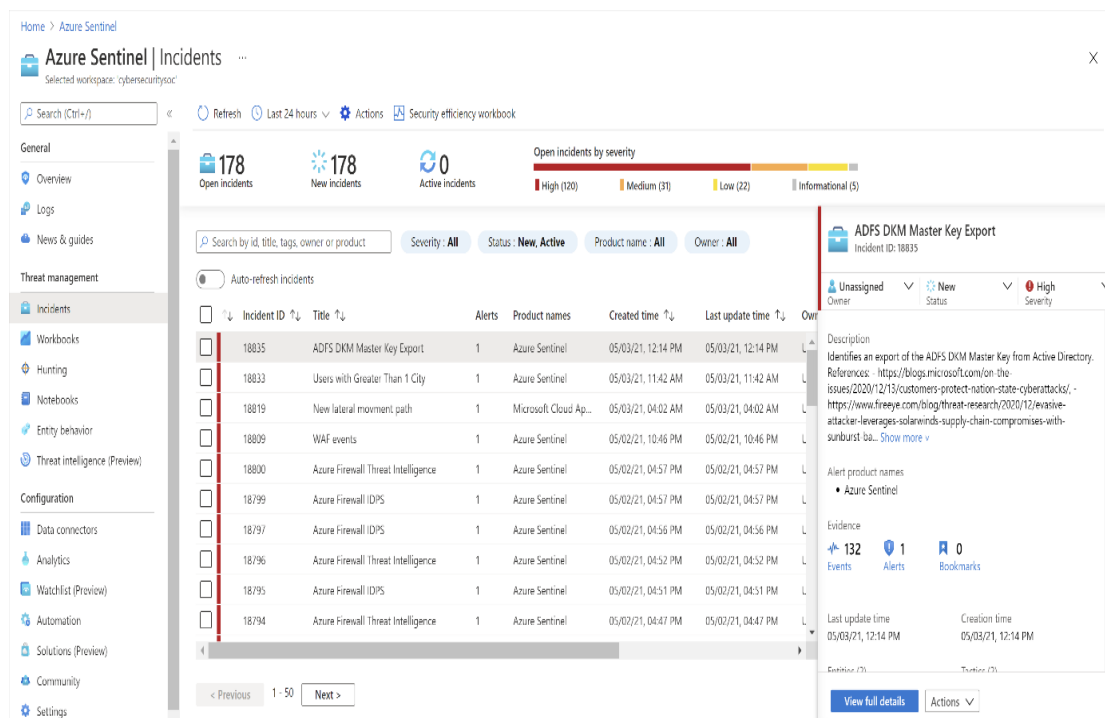 Home > Azure Sentinel
Azure Sentinel | Incidents ...
Selected workspace: 'cybersecuritysoc'
X
Search (Ctrl+/)
«
Refresh Last 24 hours Actions Security efficiency workbook
General
Overview
Logs
News & guides
Threat management
Incidents
Workbooks
Hunting
Notebooks
Entity behavior
Threat intelligence (Preview)
Configuration
Data connectors
Analytics
Watchlist (Preview)
Automation
Solutions (Preview)
Community
Settings
178 Open incidents
178 New incidents
0 Active incidents
Open incidents by severity
High (120) Medium (31) Low (22) Informational (5)
Search by id, title, tags, owner or product
Severity : All Status : New, Active Product name : All Owner : All
Auto-refresh incidents
Incident ID ↑↓ Title ↑↓ Alerts Product names Created time ↑↓ Last update time ↑↓ Own
18835 ADFS DKM Master Key Export 1 Azure Sentinel 05/03/21, 12:14 PM 05/03/21, 12:14 PM
18833 Users with Greater Than 1 City 1 Azure Sentinel 05/03/21, 11:42 AM 05/03/21, 11:42 AM
18819 New lateral movment path 1 Microsoft Cloud Ap... 05/03/21, 04:02 AM 05/03/21, 04:02 AM
18809 WAF events 1 Azure Sentinel 05/02/21, 10:46 PM 05/02/21, 10:46 PM
18800 Azure Firewall Threat Intelligence 1 Azure Sentinel 05/02/21, 04:57 PM 05/02/21, 04:57 PM
18799 Azure Firewall IDPS 1 Azure Sentinel 05/02/21, 04:57 PM 05/02/21, 04:57 PM
18797 Azure Firewall IDPS 1 Azure Sentinel 05/02/21, 04:56 PM 05/02/21, 04:56 PM
18796 Azure Firewall Threat Intelligence 1 Azure Sentinel 05/02/21, 04:52 PM 05/02/21, 04:52 PM
18795 Azure Firewall IDPS 1 Azure Sentinel 05/02/21, 04:51 PM 05/02/21, 04:51 PM
18794 Azure Firewall Threat Intelligence 1 Azure Sentinel 05/02/21, 04:47 PM 05/02/21, 04:47 PM
< Previous 1 - 50 Next >
ADFS DKM Master Key Export
Incident ID: 18835
Unassigned New High
Owner Status Severity
Description
Identifies an export of the ADFS DKM Master Key from Active Directory.
References: - https://blogs.microsoft.com/on-the-
issues/2020/12/13/customers-protect-nation-state-cyberattacks/, -
https://www.fireeye.com/blog/threat-research/2020/12/evasive-
attacker-leverages-solarwinds-supply-chain-compromises-with-
sunburst-ba... Show more
Alert product names
• Azure Sentinel
Evidence
132 1 0
Events Alerts Bookmarks
Last update time Creation time
05/03/21, 12:14 PM 05/03/21, 12:14 PM
Entities (2) Tactics (2)
View full details Actions